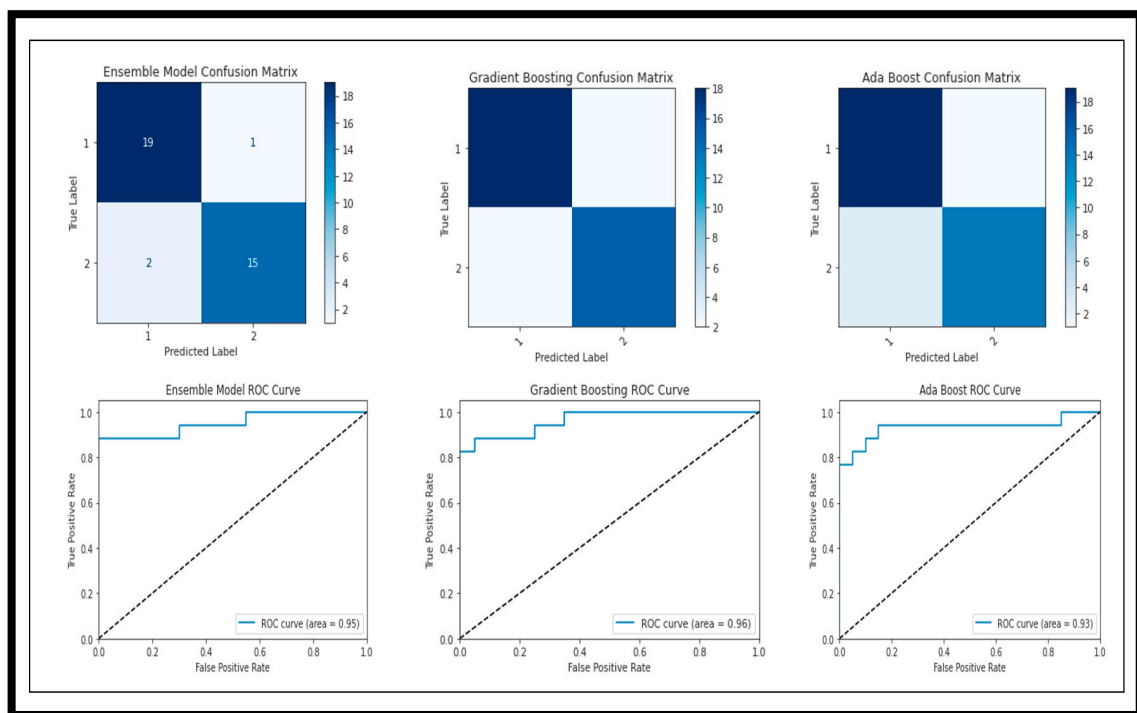 Ensemble Model Confusion Matrix
1
2
True Label
19
1
2
15
1
2
Predicted Label
18
16
14
12
10
8
6
4
2
Gradient Boosting Confusion Matrix
1
2
True Label
1
2
Predicted Label
18
16
14
12
10
8
6
4
2
Ada Boost Confusion Matrix
1
2
True Label
1
2
Predicted Label
18
16
14
12
10
8
6
4
2
Ensemble Model ROC Curve
1.0
0.8
0.6
0.4
0.2
0.0
True Positive Rate
ROC curve (area = 0.95)
0.0 0.2 0.4 0.6 0.8 1.0
False Positive Rate
Gradient Boosting ROC Curve
1.0
0.8
0.6
0.4
0.2
0.0
True Positive Rate
ROC curve (area = 0.96)
0.0 0.2 0.4 0.6 0.8 1.0
False Positive Rate
Ada Boost ROC Curve
1.0
0.8
0.6
0.4
0.2
0.0
True Positive Rate
ROC curve (area = 0.93)
0.0 0.2 0.4 0.6 0.8 1.0
False Positive Rate